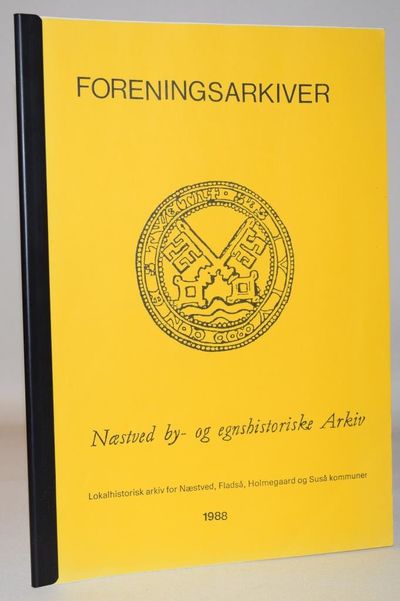 FORENINGSARKIVER
Næstved by- og egnshistoriske Arkiv
Lokalhistorisk arkiv for Næstved, Fladså, Holmegaard og Suså kommuner
1988